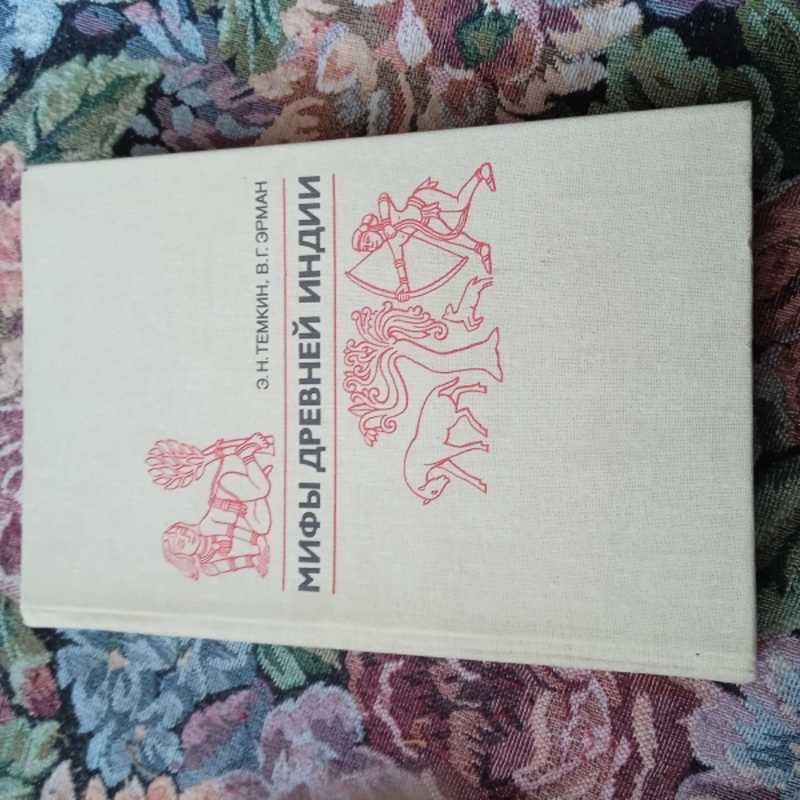 Э. Н. ТЕМКИН, В. Г. ЭРМАН
МИФЫ ДРЕВНЕЙ ИНДИИ